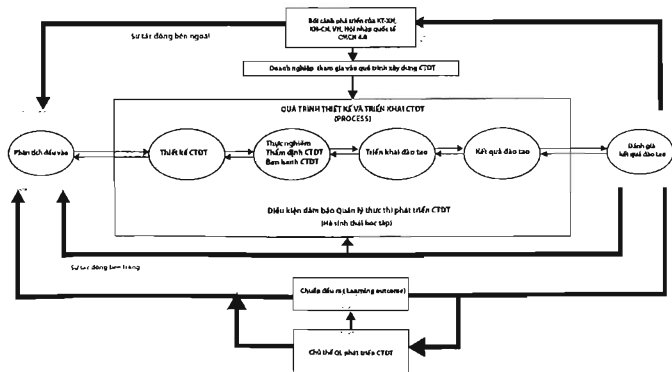 Bối cảnh phát triển của KT-XH,
KH-CN, VH, Hội nhập quốc tế
CMCN 4.0
Sự tác động bên ngoài
Doanh nghiệp tham gia vào quá trình xây dựng CTĐT
QUÁ TRÌNH THIẾT KẾ VÀ TRIỂN KHAI CTĐT
(PROCESS)
Phân tích đầu vào
Thiết kế CTĐT
Thực nghiệm
Thẩm định CTĐT
Ban hành CTĐT
Triển khai đào tạo
Kết quả đào tạo
Đánh giá
kết quả đào tạo
Điều kiện đảm bảo Quản lý thực thi phát triển CTĐT
(Hệ sinh thái học tập)
Sự tác động bên trong
Chuẩn đầu ra (Learning outcome)
Chủ thể QL phát triển CTĐT